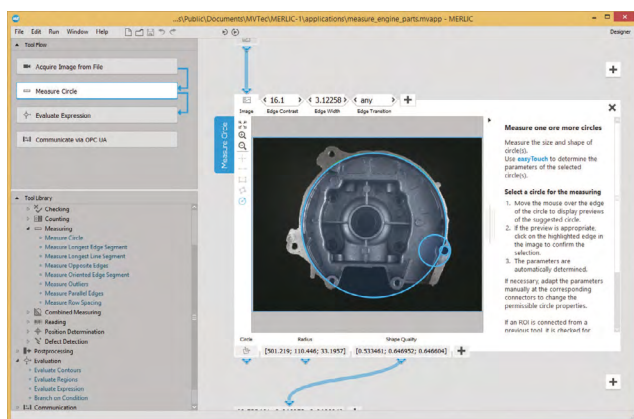 ...s\Public\Documents\MVTec\MERLIC-1\applications\measure_engine_parts.mvapp - MERLIC
File Edit Run Window Help
Designer
Tool Flow
Acquire Image from File
Measure Circle
Evaluate Expression
Communicate via OPC UA
Tool Library
Checking
Counting
Measuring
Measure Circle
Measure Longest Edge Segment
Measure Longest Line Segment
Measure Opposite Edges
Measure Oriented Edge Segment
Measure Outliers
Measure Parallel Edges
Measure Row Spacing
Combined Measuring
Reading
Position Determination
Defect Detection
Postprocessing
Evaluation
Evaluate Contours
Evaluate Regions
Evaluate Expression
Branch on Condition
Communication
16.1 3.12258 any
Image Edge Contrast Edge Width Edge Transition
Measure Circle
Circle Radius Shape Quality
[501.219; 110.446; 33.1957] [0.533461; 0.646952; 0.646604]
Measure one ore more circles
Measure the size and shape of
circle(s).
Use easyTouch to determine the
parameters of the selected
circle(s).
Select a circle for the measuring
1. Move the mouse over the edge
of the circle to display previews
of the suggested circle.
2. If the preview is appropriate,
click on the highlighted edge in
the image to confirm the
selection.
3. The parameters are
automatically determined.
If necessary, adapt the parameters
manually at the corresponding
connectors to change the
permissible circle properties.
If an ROI is connected from a
previous tool, it is checked for